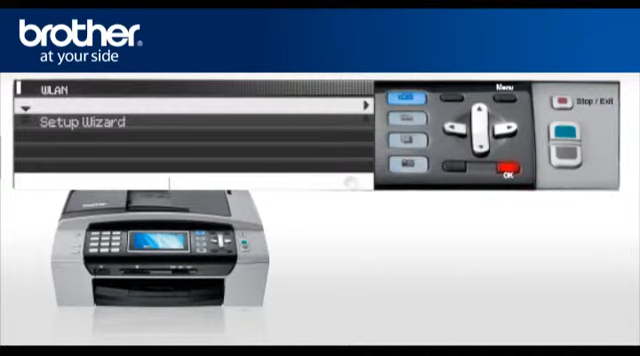 brother
at your side
WLAN
Menu
Stop / Exit
Setup Wizard
OK